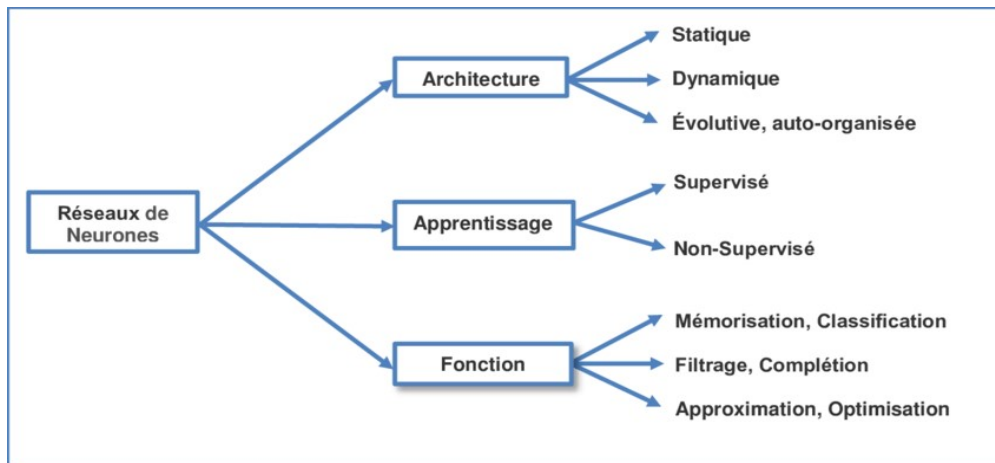 Statique
Architecture
Dynamique
Évolutive, auto-organisée
Supervisé
Réseaux de
Neurones
Apprentissage
Non-Supervisé
Mémorisation, Classification
Fonction
Filtrage, Complétion
Approximation, Optimisation